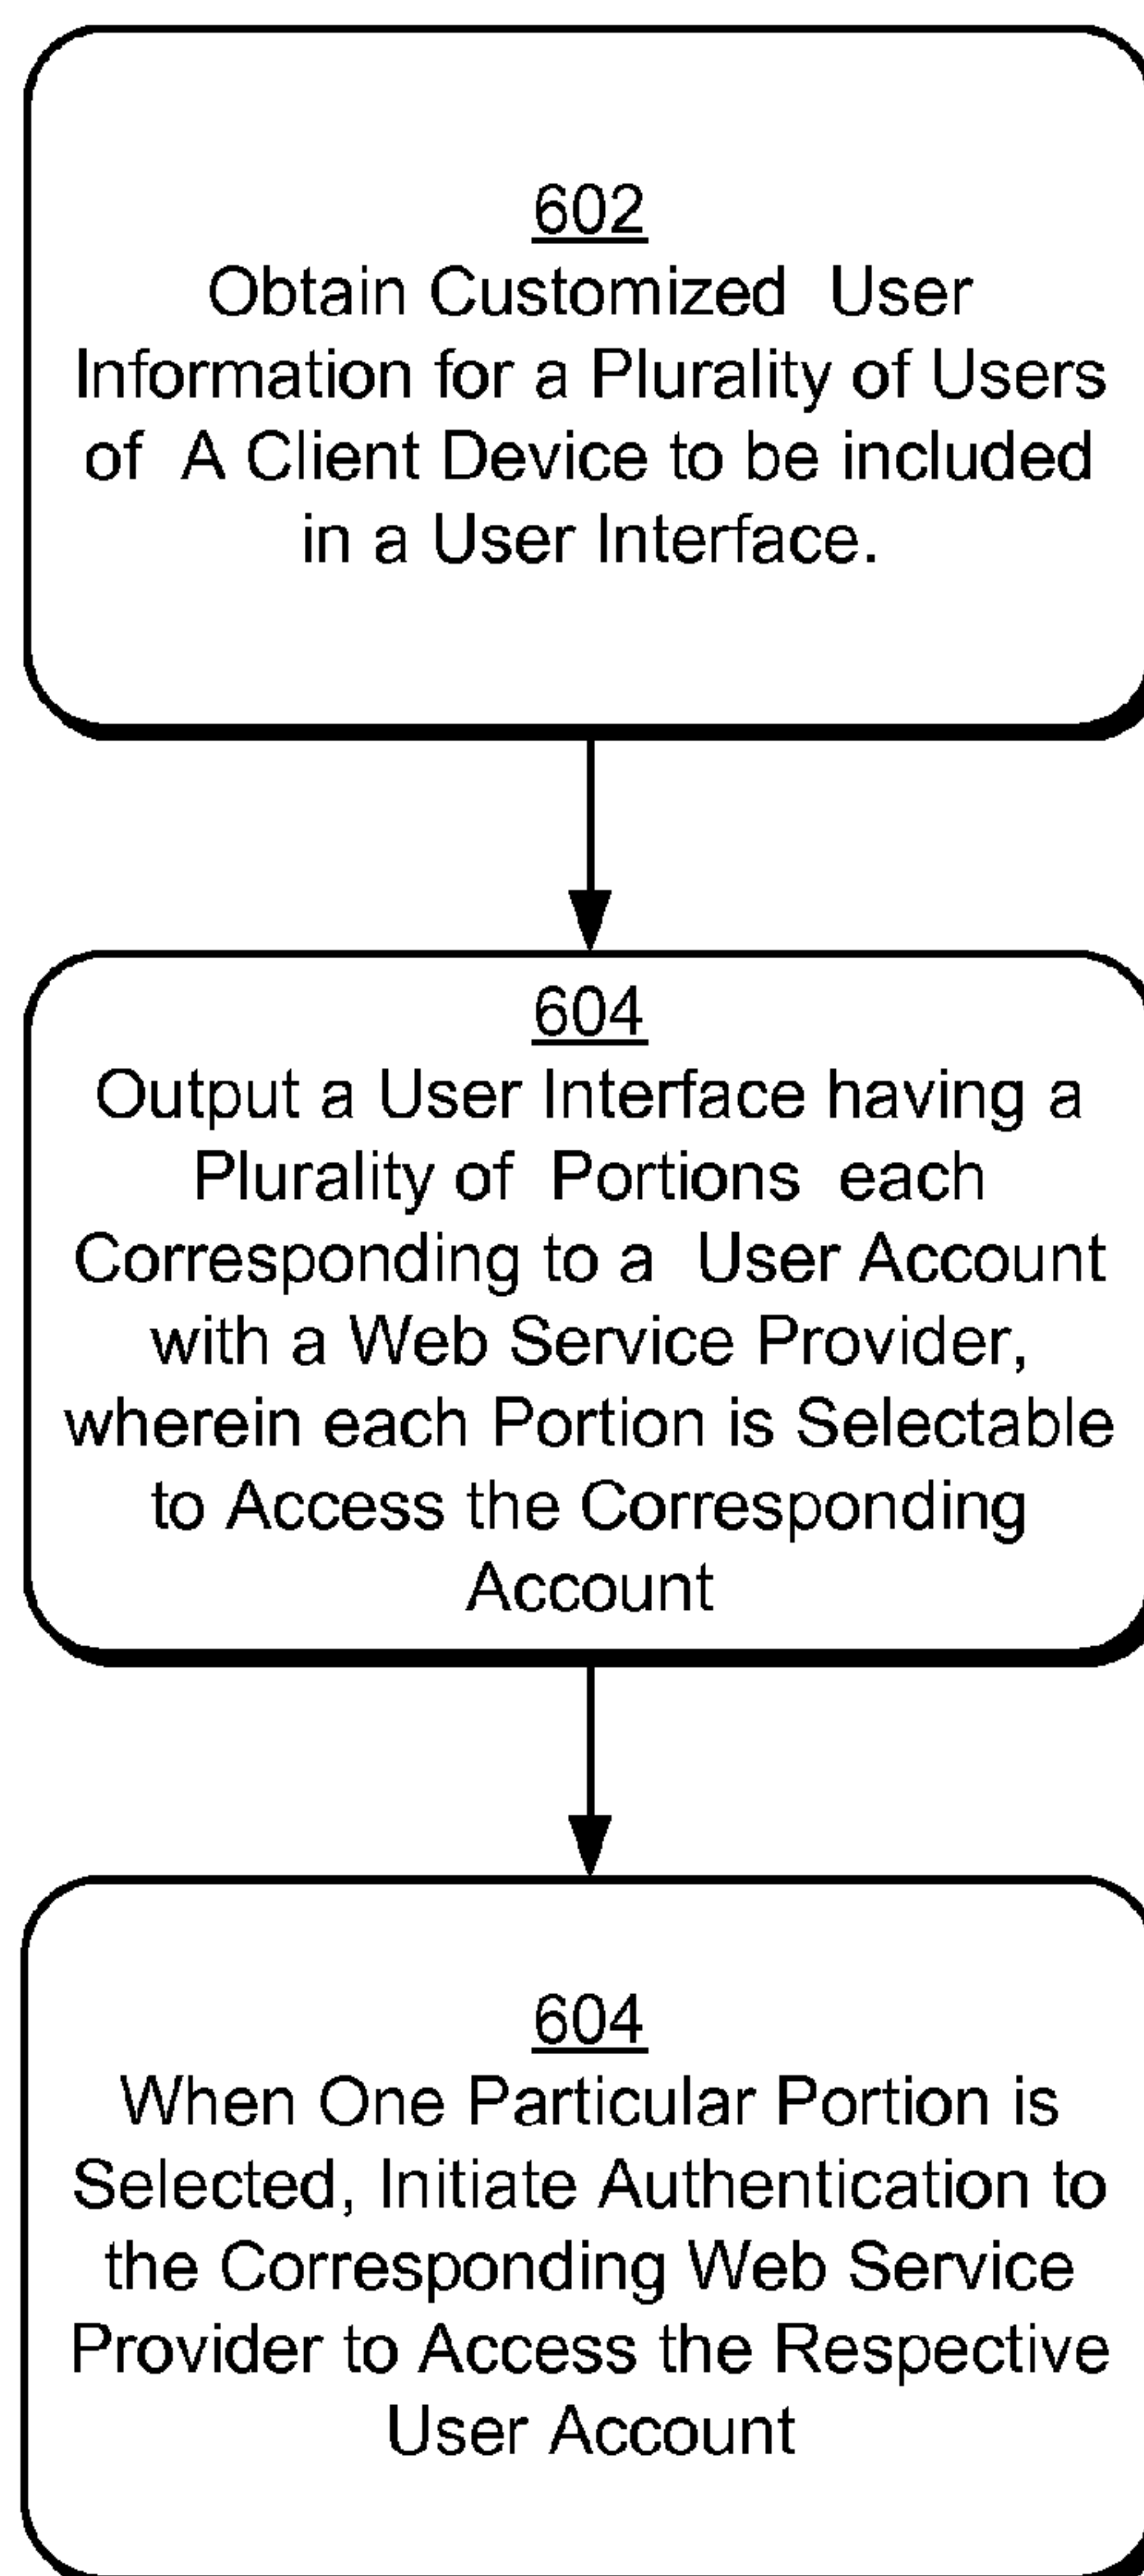 602
Obtain Customized User
Information for a Plurality of Users
of A Client Device to be included
in a User Interface.
604
Output a User Interface having a
Plurality of Portions each
Corresponding to a User Account
with a Web Service Provider,
wherein each Portion is Selectable
to Access the Corresponding
Account
604
When One Particular Portion is
Selected, Initiate Authentication to
the Corresponding Web Service
Provider to Access the Respective
User Account